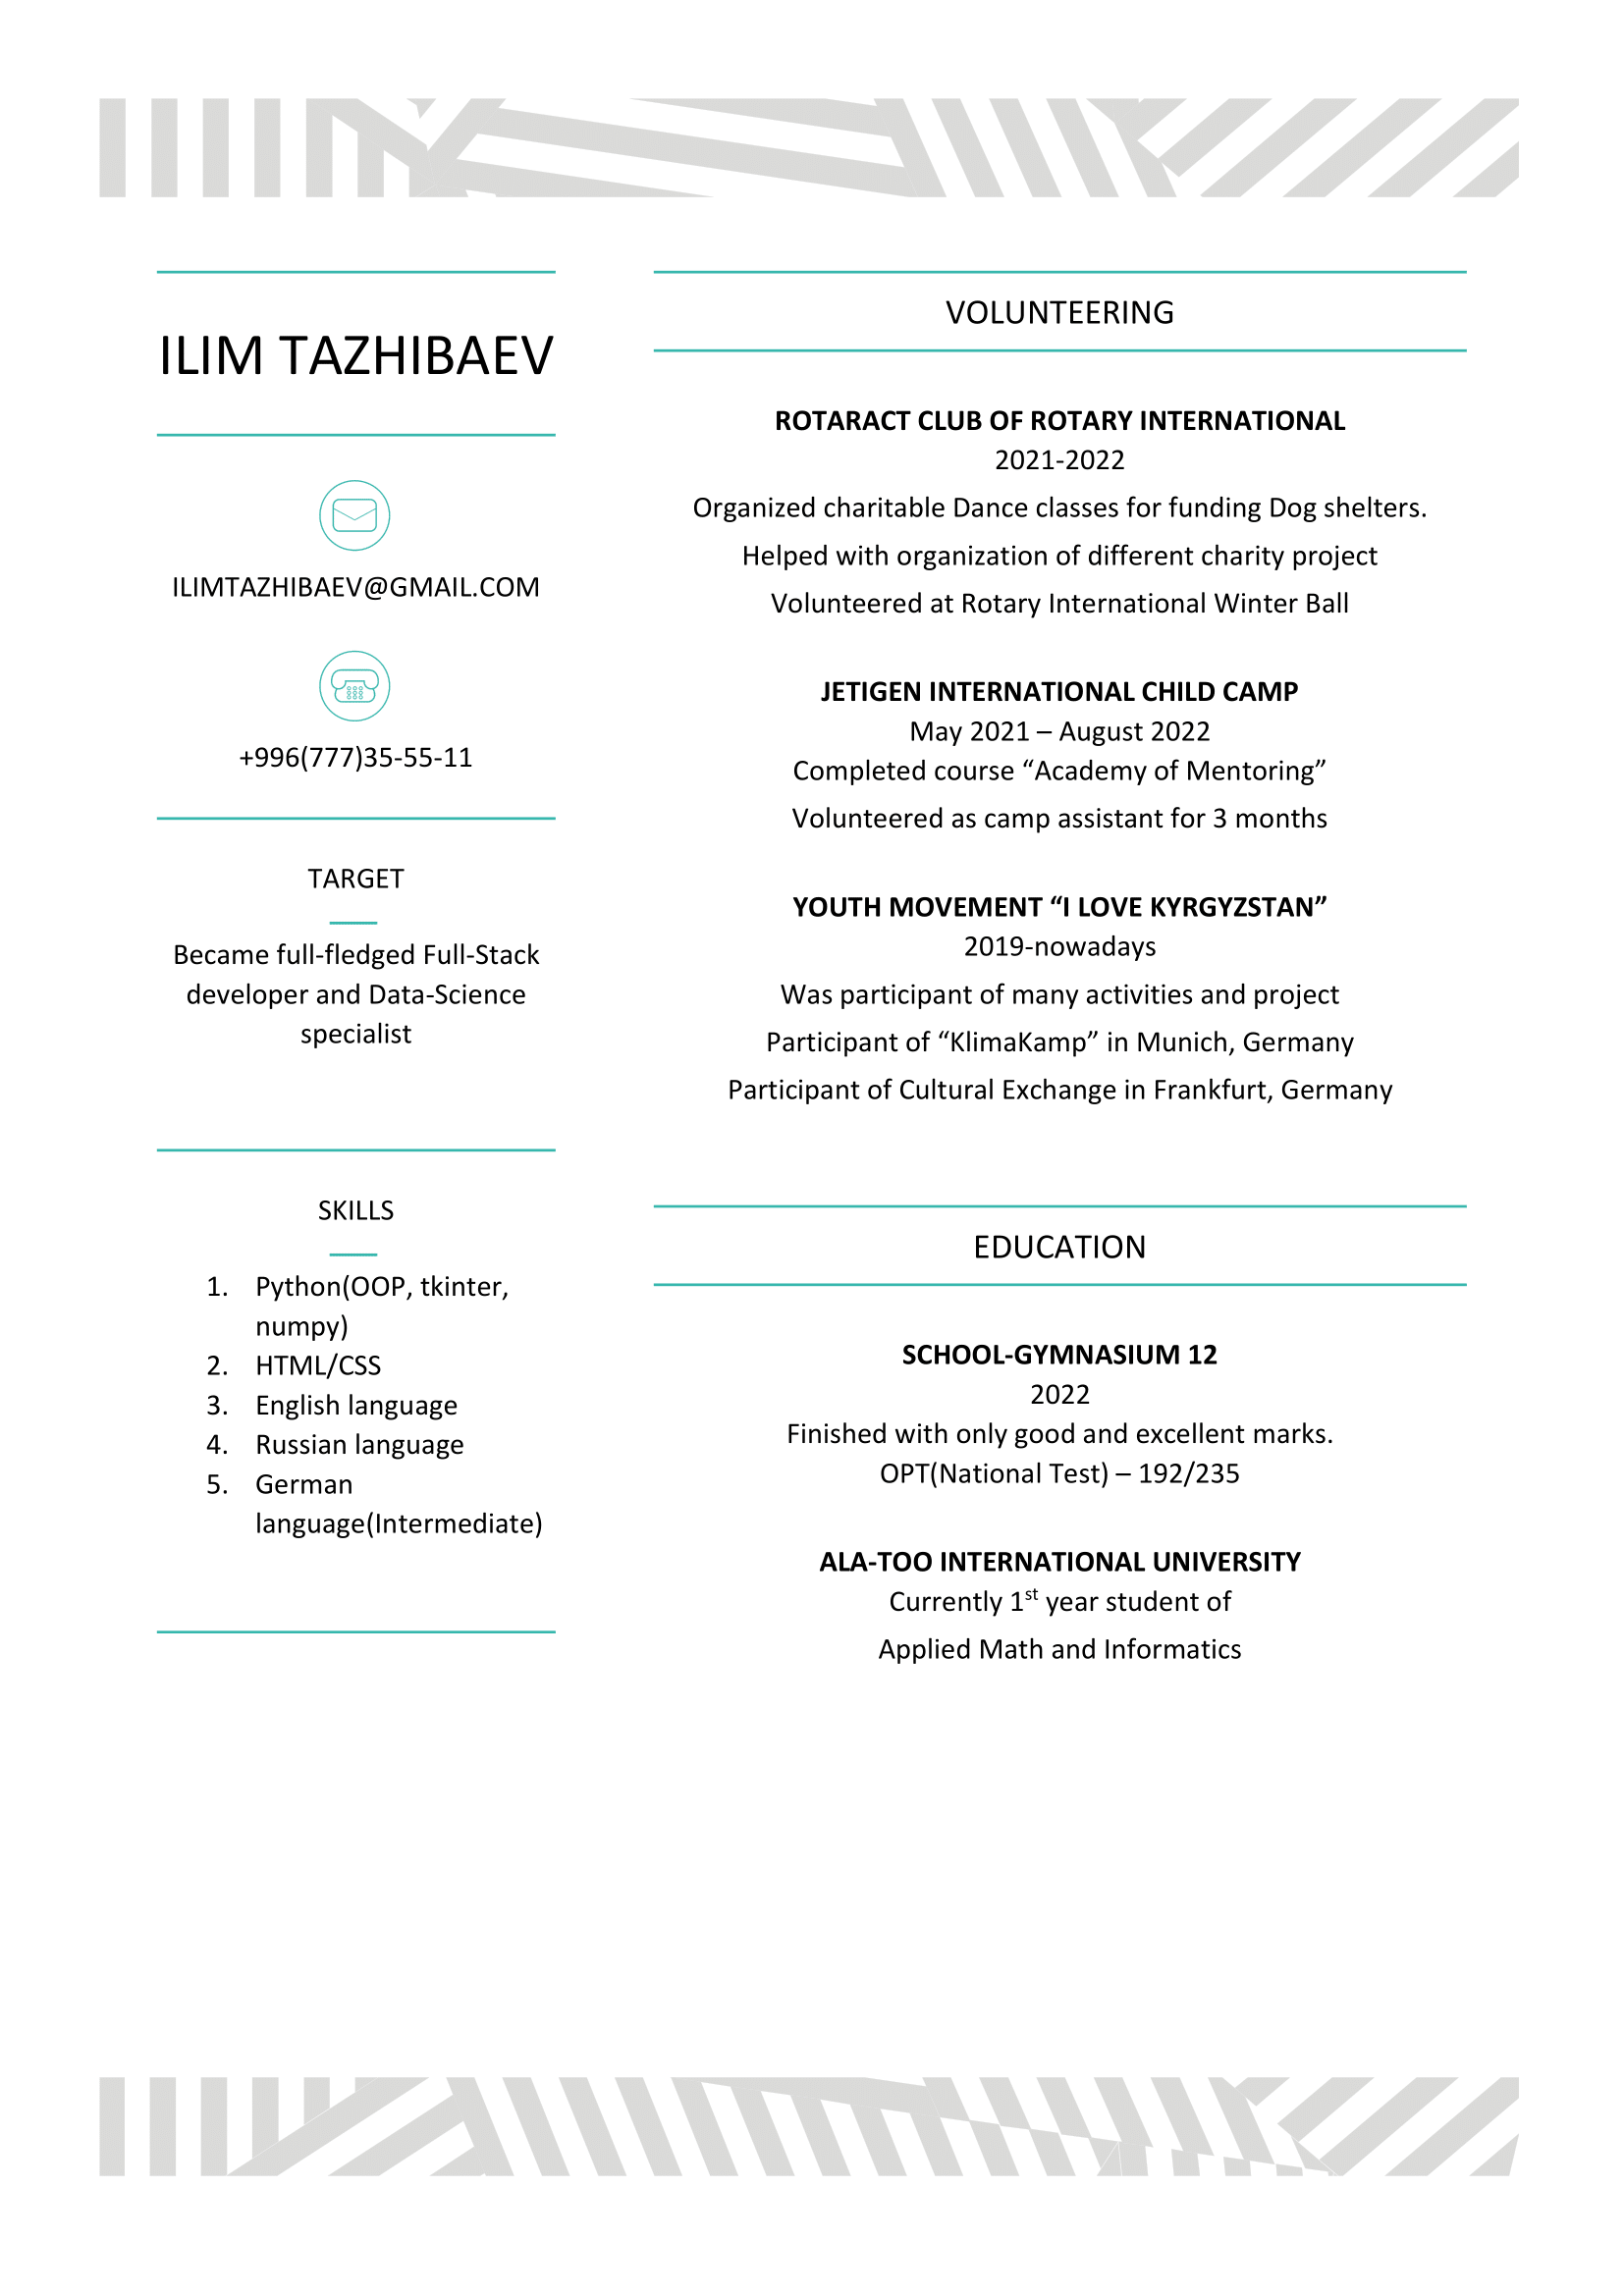 ILIM TAZHIBAEV
ILIMTAZHIBAEV@GMAIL.COM
+996(777)35-55-11
TARGET
Became full-fledged Full-Stack
developer and Data-Science
specialist
SKILLS
1. Python(OOP, tkinter,
numpy)
2. HTML/CSS
3. English language
4. Russian language
5. German
language(Intermediate)
VOLUNTEERING
ROTARACT CLUB OF ROTARY INTERNATIONAL
2021-2022
Organized charitable Dance classes for funding Dog shelters.
Helped with organization of different charity project
Volunteered at Rotary International Winter Ball
JETIGEN INTERNATIONAL CHILD CAMP
May 2021 – August 2022
Completed course “Academy of Mentoring”
Volunteered as camp assistant for 3 months
YOUTH MOVEMENT “I LOVE KYRGYZSTAN”
2019-nowadays
Was participant of many activities and project
Participant of “KlimaKamp” in Munich, Germany
Participant of Cultural Exchange in Frankfurt, Germany
EDUCATION
SCHOOL-GYMNASIUM 12
2022
Finished with only good and excellent marks.
OPT(National Test) – 192/235
ALA-TOO INTERNATIONAL UNIVERSITY
Currently 1st year student of
Applied Math and Informatics